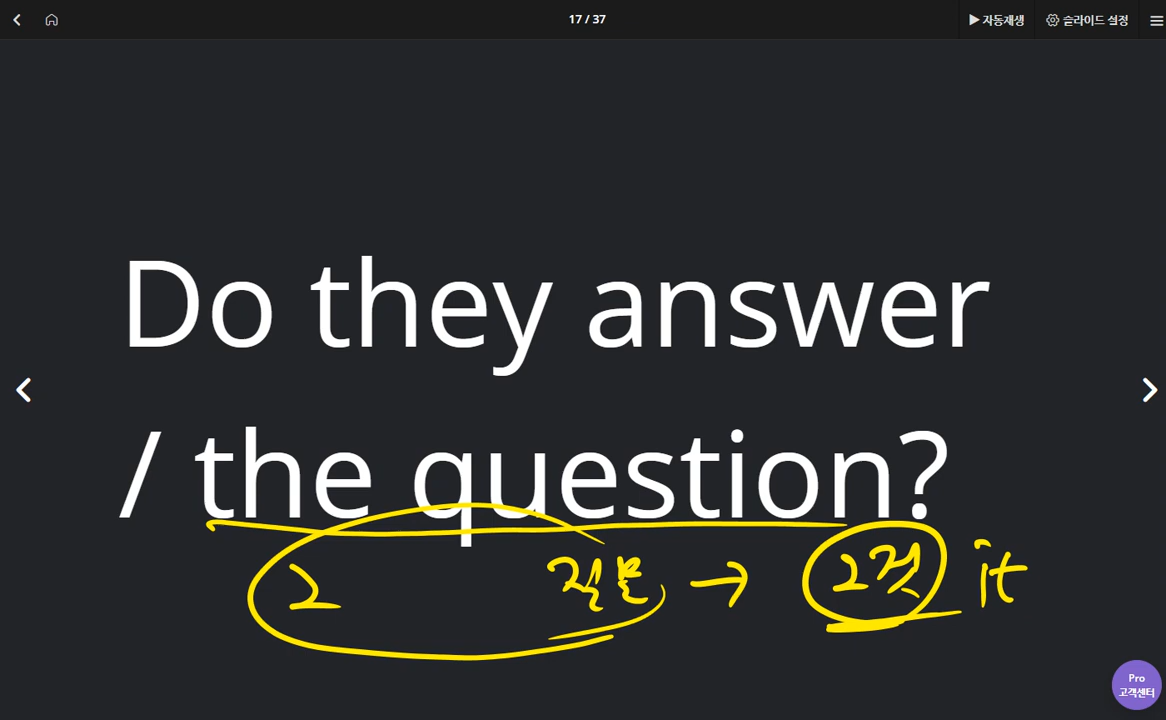 17 / 37
자동재생
슬라이드 설정
Do they answer
/ the question?
그 질문 → 그것 it
Pro
고객센터